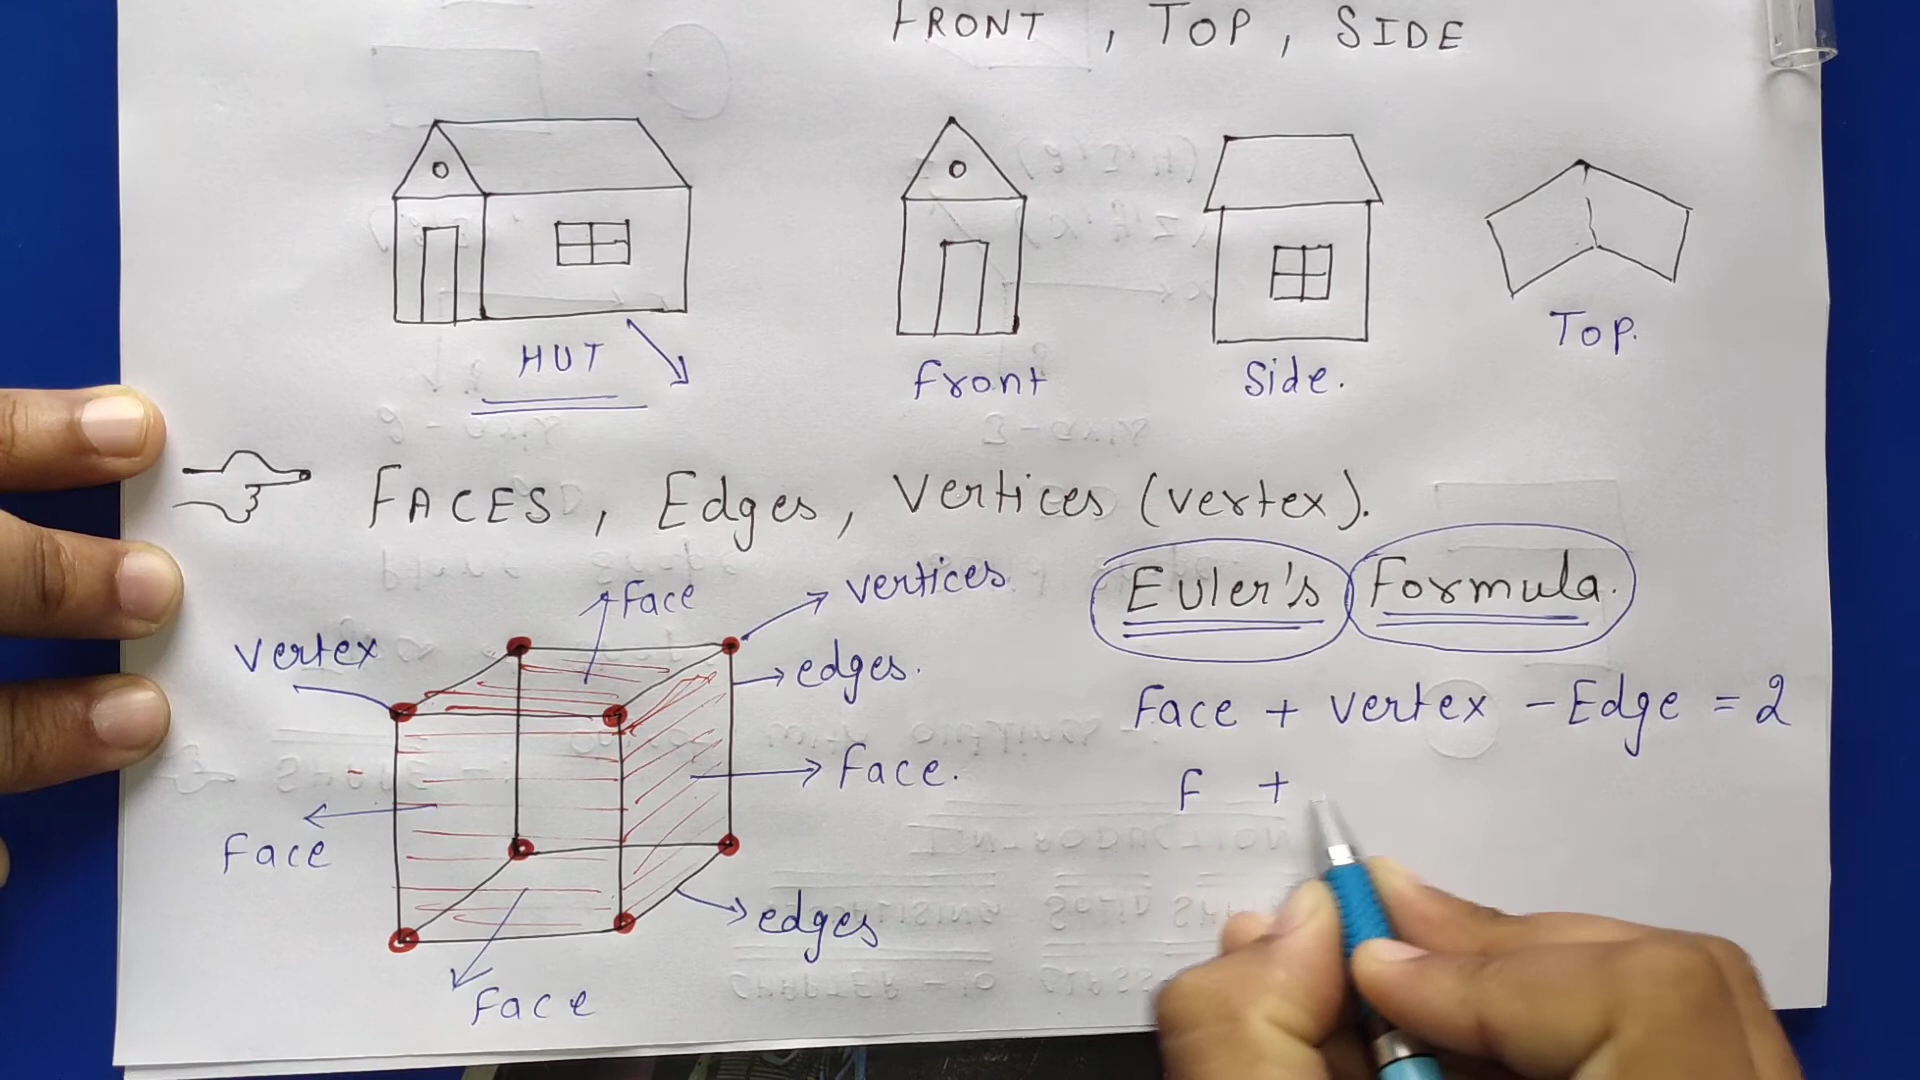 FRONT , TOP , SIDE
HUT
Front
Side.
TOP.
FACES , Edges, Vertices (vertex).
Face
vertices
Euler's Formula.
vertex
edges.
Face + vertex - Edge = 2
Face.
F +
Face
edges
Face